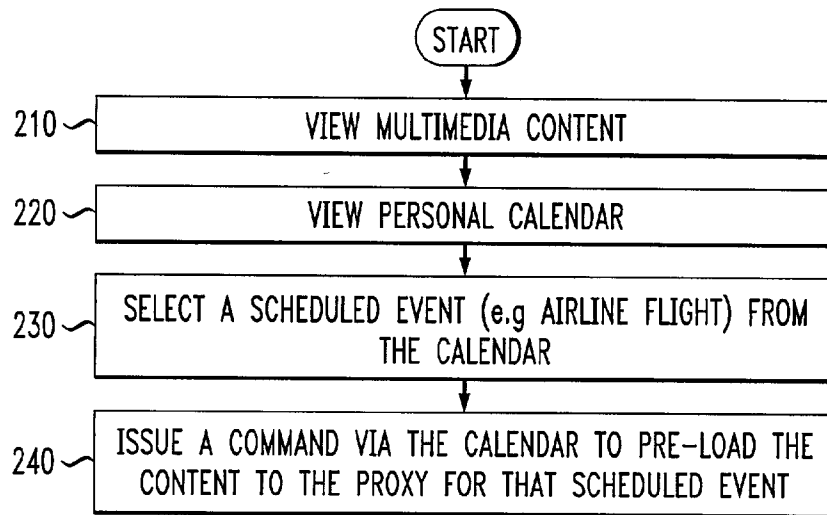 START
210
VIEW MULTIMEDIA CONTENT
220
VIEW PERSONAL CALENDAR
230
SELECT A SCHEDULED EVENT (e.g AIRLINE FLIGHT) FROM
THE CALENDAR
240
ISSUE A COMMAND VIA THE CALENDAR TO PRE-LOAD THE
CONTENT TO THE PROXY FOR THAT SCHEDULED EVENT